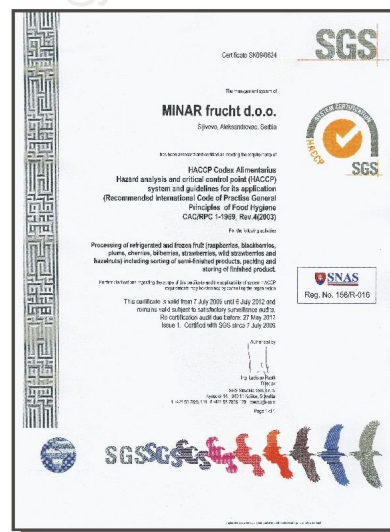 SGS
Certificate SK09/0624
The management system of
MINAR frucht d.o.o.
Aleksandrovac, Serbia
has been assessed and certified as meeting the requirements of
HACCP Codex Alimentarius
Hazard analysis and critical control point (HACCP)
system and guidelines for its application
(Recommended International Code of Practise General
Principles of Food Hygiene
CAC/RPC 1-1969, Rev.4(2003)
For the following activities
Processing of refrigerated and frozen fruit (raspberries, blackberries,
plums, cherries, bilberries, strawberries, wild strawberries and
hazelnuts) including sorting of semi-finished products, packing and
storing of finished product.
This certificate is valid from 7 July 2009 until 6 July 2012 and
remains valid subject to satisfactory surveillance audits.
Re certification audit due before: 27 May 2012
Issue 1. Certified with SGS since 7 July 2009
Authorised by
Director
Page 1 of 1
SYSTEM CERTIFICATION
HACCP
SGS
SNAS
Reg. No. 156/R-016
SGS